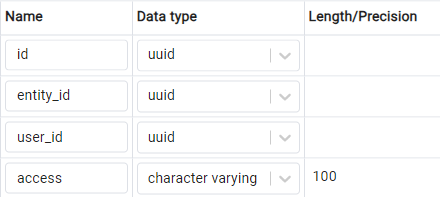 Name Data type Length/Precision
id uuid
entity_id uuid
user_id uuid
access character varying 100